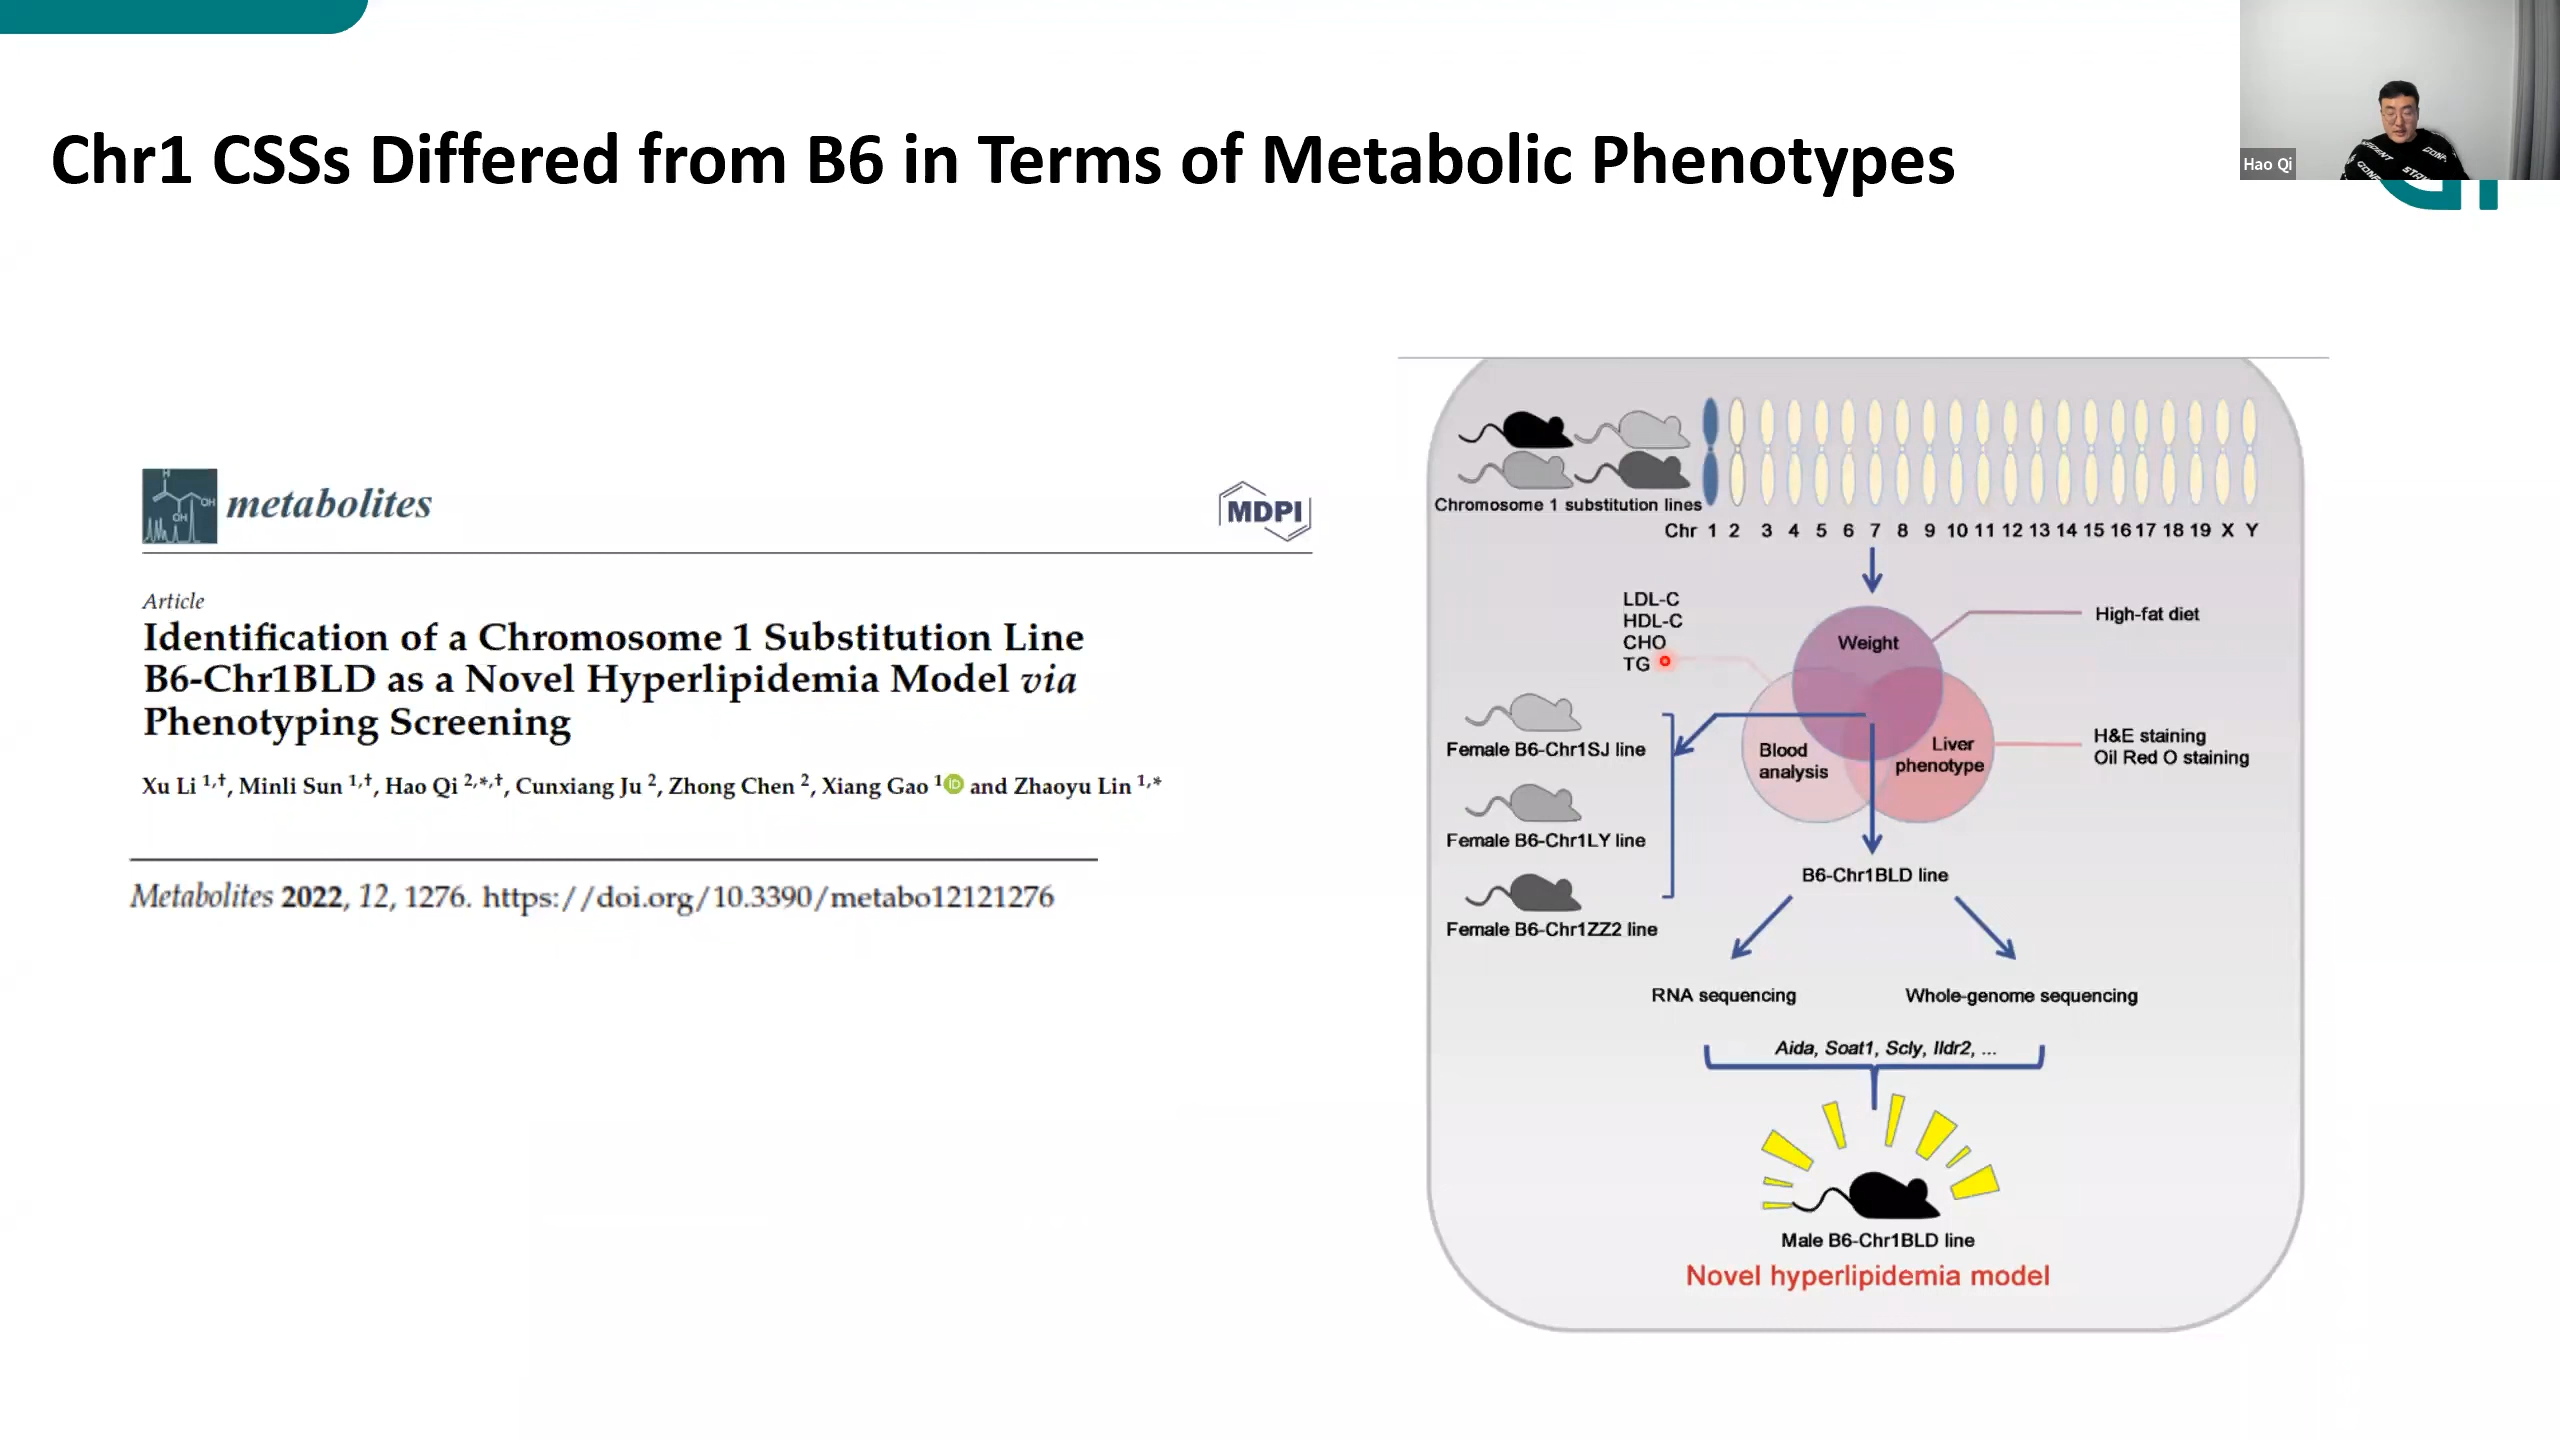 Chr1 CSSs Differed from B6 in Terms of Metabolic Phenotypes
Hao Qi
metabolites
MDPI
Article
Identification of a Chromosome 1 Substitution Line
B6-Chr1BLD as a Novel Hyperlipidemia Model via
Phenotyping Screening
Xu Li 1,†, Minli Sun 1,†, Hao Qi 2,*,†, Cunxiang Ju 2, Zhong Chen 2, Xiang Gao 1 iD and Zhaoyu Lin 1,*
Metabolites 2022, 12, 1276. https://doi.org/10.3390/metabo12121276
Chromosome 1 substitution lines
Chr 1 2 3 4 5 6 7 8 9 10 11 12 13 14 15 16 17 18 19 X Y
LDL-C
HDL-C
CHO
TG
Weight
High-fat diet
Blood
analysis
Liver
phenotype
H&E staining
Oil Red O staining
Female B6-Chr1SJ line
Female B6-Chr1LY line
Female B6-Chr1ZZ2 line
B6-Chr1BLD line
RNA sequencing
Whole-genome sequencing
Aida, Soat1, Scly, Ildr2, ...
Male B6-Chr1BLD line
Novel hyperlipidemia model